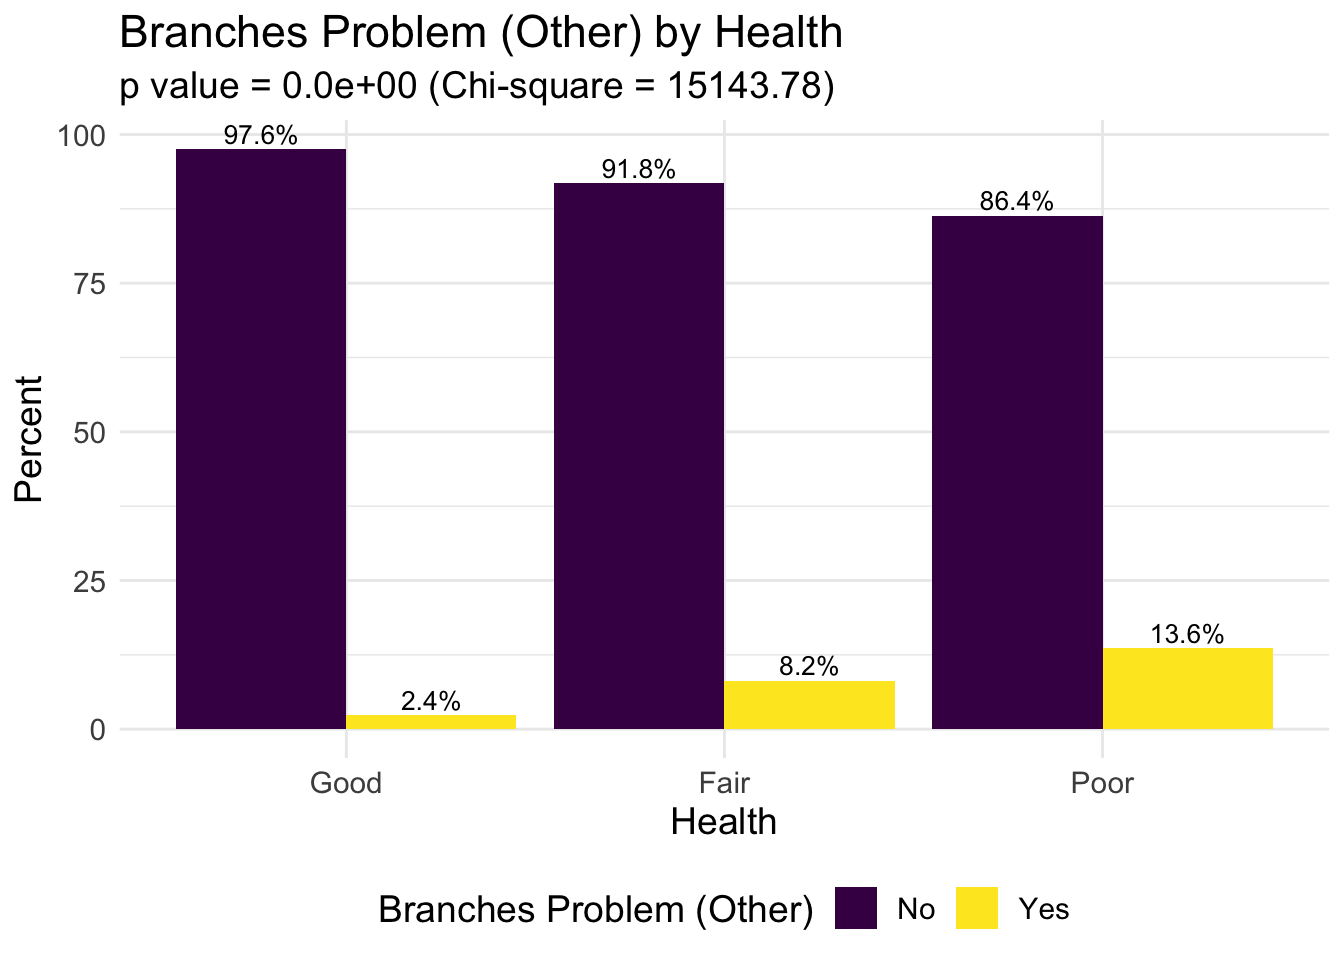 Branches Problem (Other) by Health
p value = 0.0e+00 (Chi-square = 15143.78)
Percent
100
75
50
25
0
97.6%
2.4%
91.8%
8.2%
86.4%
13.6%
Good
Fair
Poor
Health
Branches Problem (Other)
No
Yes